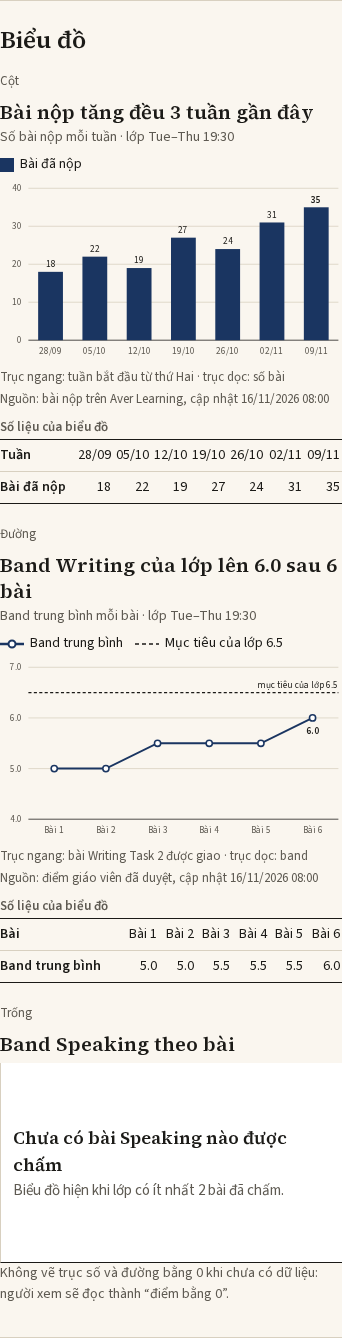 Biểu đồ
Cột
Bài nộp tăng đều 3 tuần gần đây
Số bài nộp mỗi tuần · lớp Tue–Thu 19:30
Bài đã nộp
40
30
20
10
0
18
22
19
27
24
31
35
28/09 05/10 12/10 19/10 26/10 02/11 09/11
Trục ngang: tuần bắt đầu từ thứ Hai · trục dọc: số bài
Nguồn: bài nộp trên Aver Learning, cập nhật 16/11/2026 08:00
Số liệu của biểu đồ
Tuần 28/09 05/10 12/10 19/10 26/10 02/11 09/11
Bài đã nộp 18 22 19 27 24 31 35
Đường
Band Writing của lớp lên 6.0 sau 6
bài
Band trung bình mỗi bài · lớp Tue–Thu 19:30
Band trung bình Mục tiêu của lớp 6.5
7.0
mục tiêu của lớp 6.5
6.0
6.0
5.0
4.0
Bài 1 Bài 2 Bài 3 Bài 4 Bài 5 Bài 6
Trục ngang: bài Writing Task 2 được giao · trục dọc: band
Nguồn: điểm giáo viên đã duyệt, cập nhật 16/11/2026 08:00
Số liệu của biểu đồ
Bài Bài 1 Bài 2 Bài 3 Bài 4 Bài 5 Bài 6
Band trung bình 5.0 5.0 5.5 5.5 5.5 6.0
Trống
Band Speaking theo bài
Chưa có bài Speaking nào được
chấm
Biểu đồ hiện khi lớp có ít nhất 2 bài đã chấm.
Không vẽ trục số và đường bằng 0 khi chưa có dữ liệu:
người xem sẽ đọc thành “điểm bằng 0”.